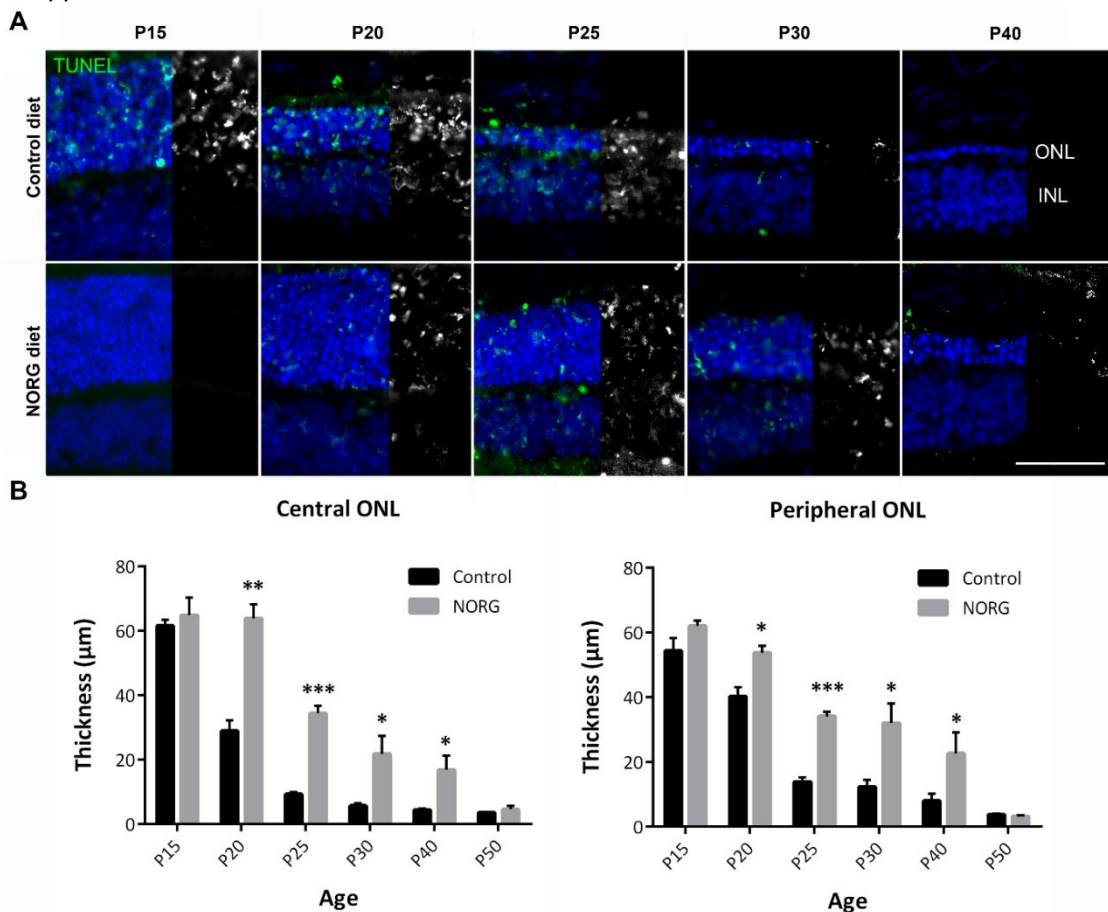 A
P15 P20 P25 P30 P40
TUNEL
Control diet
ONL
INL
NORG diet
B
Central ONL
Peripheral ONL
80
60
40
20
0
Thickness (µm)
Control
NORG
**
***
*
*
P15 P20 P25 P30 P40 P50
Age
80
60
40
20
0
Thickness (µm)
Control
NORG
*
***
*
*
P15 P20 P25 P30 P40 P50
Age